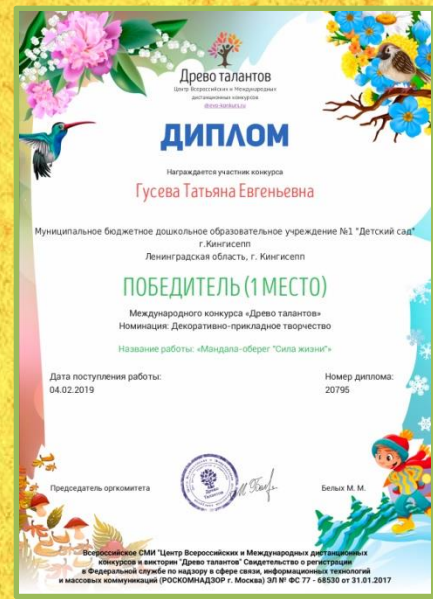 Древо талантов
Центр Всероссийских и Международных
дистанционных конкурсов
ДИПЛОМ
Награждается участник конкурса
Гусева Татьяна Евгеньевна
Муниципальное бюджетное дошкольное образовательное учреждение №1 "Детский сад"
г.Кингисепп
Ленинградская область, г. Кингисепп
ПОБЕДИТЕЛЬ (1 МЕСТО)
Международного конкурса «Древо талантов»
Номинация: Декоративно-прикладное творчество
Название работы: «Мандала-оберег "Сила жизни"»
Дата поступления работы:
04.02.2019
Номер диплома:
20795
Председатель оргкомитета
Древо
Талантов
Белых М. М.
Всероссийское СМИ "Центр Всероссийских и Международных дистанционных
конкурсов и викторин "Древо талантов" Свидетельство о регистрации
в Федеральной службе по надзору в сфере связи, информационных технологий
и массовых коммуникаций (РОСКОМНАДЗОР г. Москва) ЭЛ № ФС 77 - 68530 от 31.01.2017